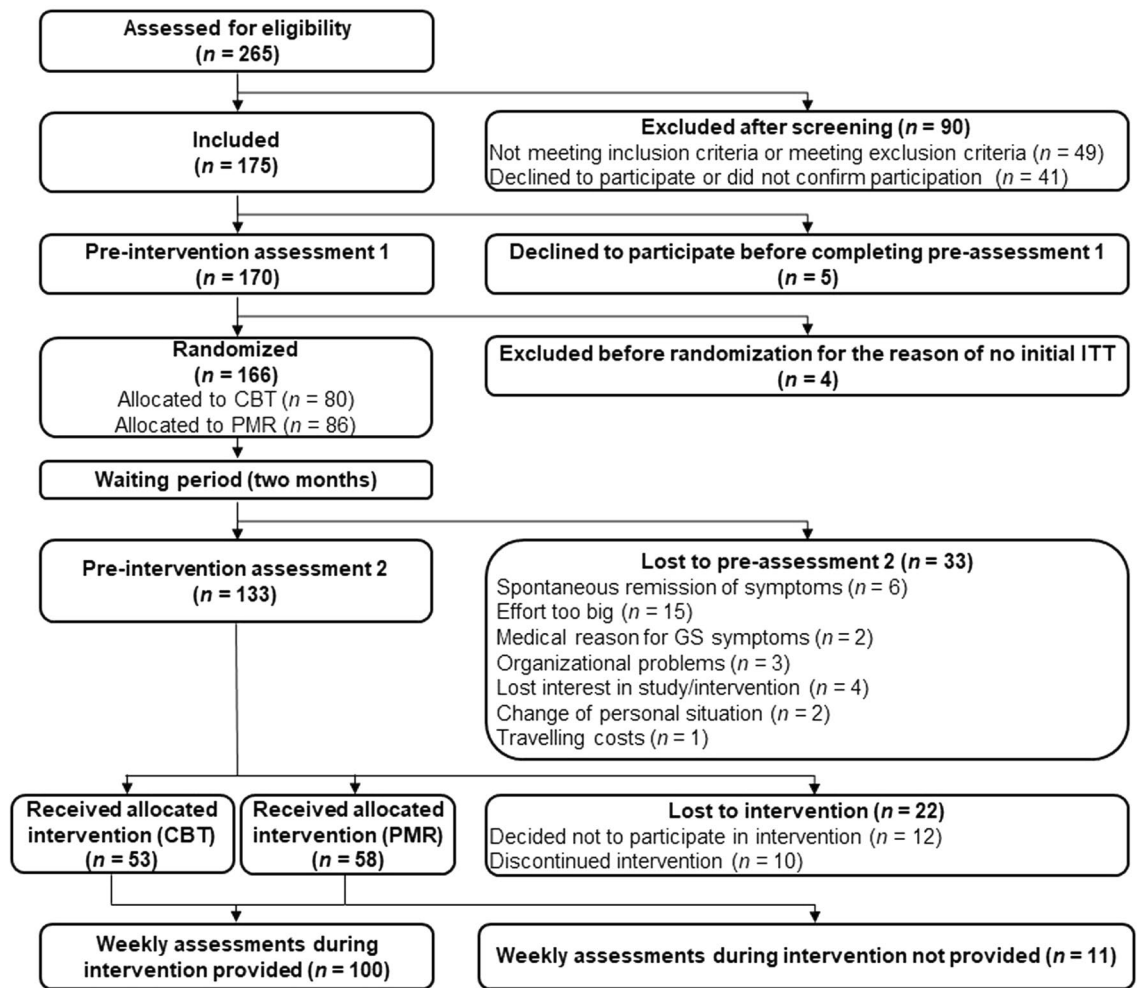 Assessed for eligibility
(n = 265)
Included
(n = 175)
Excluded after screening (n = 90)
Not meeting inclusion criteria or meeting exclusion criteria (n = 49)
Declined to participate or did not confirm participation (n = 41)
Pre-intervention assessment 1
(n = 170)
Declined to participate before completing pre-assessment 1
(n = 5)
Randomized
(n = 166)
Allocated to CBT (n = 80)
Allocated to PMR (n = 86)
Excluded before randomization for the reason of no initial ITT
(n = 4)
Waiting period (two months)
Pre-intervention assessment 2
(n = 133)
Lost to pre-assessment 2 (n = 33)
Spontaneous remission of symptoms (n = 6)
Effort too big (n = 15)
Medical reason for GS symptoms (n = 2)
Organizational problems (n = 3)
Lost interest in study/intervention (n = 4)
Change of personal situation (n = 2)
Travelling costs (n = 1)
Received allocated
intervention (CBT)
(n = 53)
Received allocated
intervention (PMR)
(n = 58)
Lost to intervention (n = 22)
Decided not to participate in intervention (n = 12)
Discontinued intervention (n = 10)
Weekly assessments during
intervention provided (n = 100)
Weekly assessments during intervention not provided (n = 11)